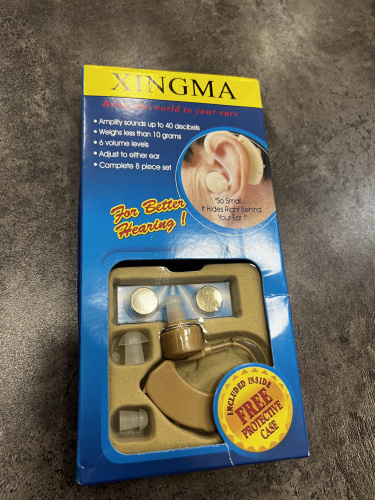 XINGMA
Bring the world to your ears
• Amplify sounds up to 40 decibels
• Weighs less than 10 grams
• 6 volume levels
• Adjust to either ear
• Complete 8 piece set
"So Small...
It Hides Right Behind
Your Ear !"
For Better
Hearing !
INCLUDED INSIDE
FREE
PROTECTIVE
CASE